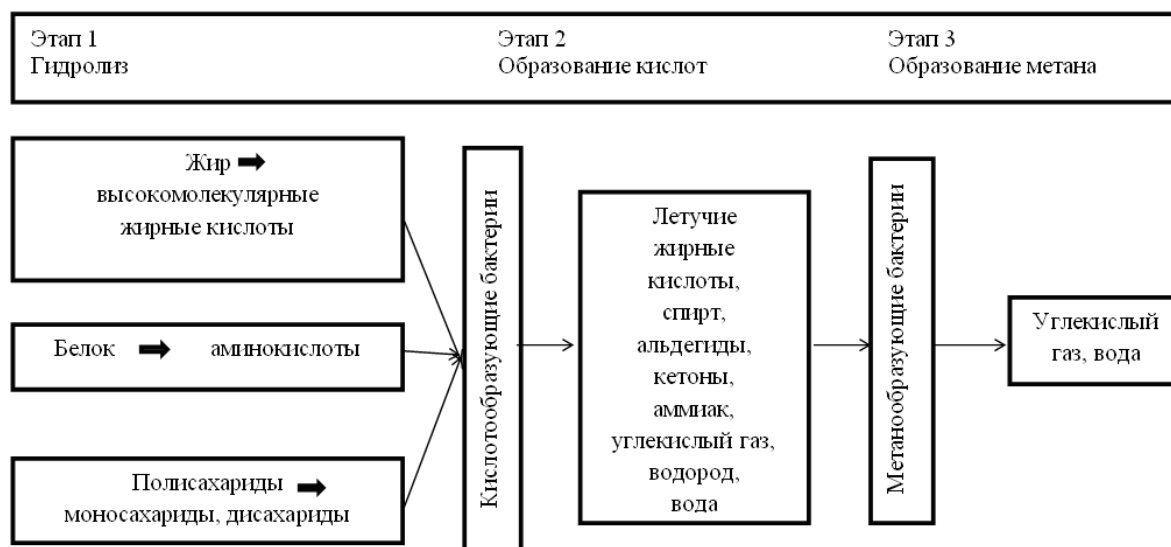 Этап 1
Гидролиз
Этап 2
Образование кислот
Этап 3
Образование метана
Жир
высокомолекулярные
жирные кислоты
Белок
аминокислоты
Полисахариды
моносахариды, дисахариды
Кислотообразующие бактерии
Летучие
жирные
кислоты,
спирт,
альдегиды,
кетоны,
аммиак,
углекислый газ,
водород,
вода
Метанообразующие бактерии
Углекислый
газ, вода